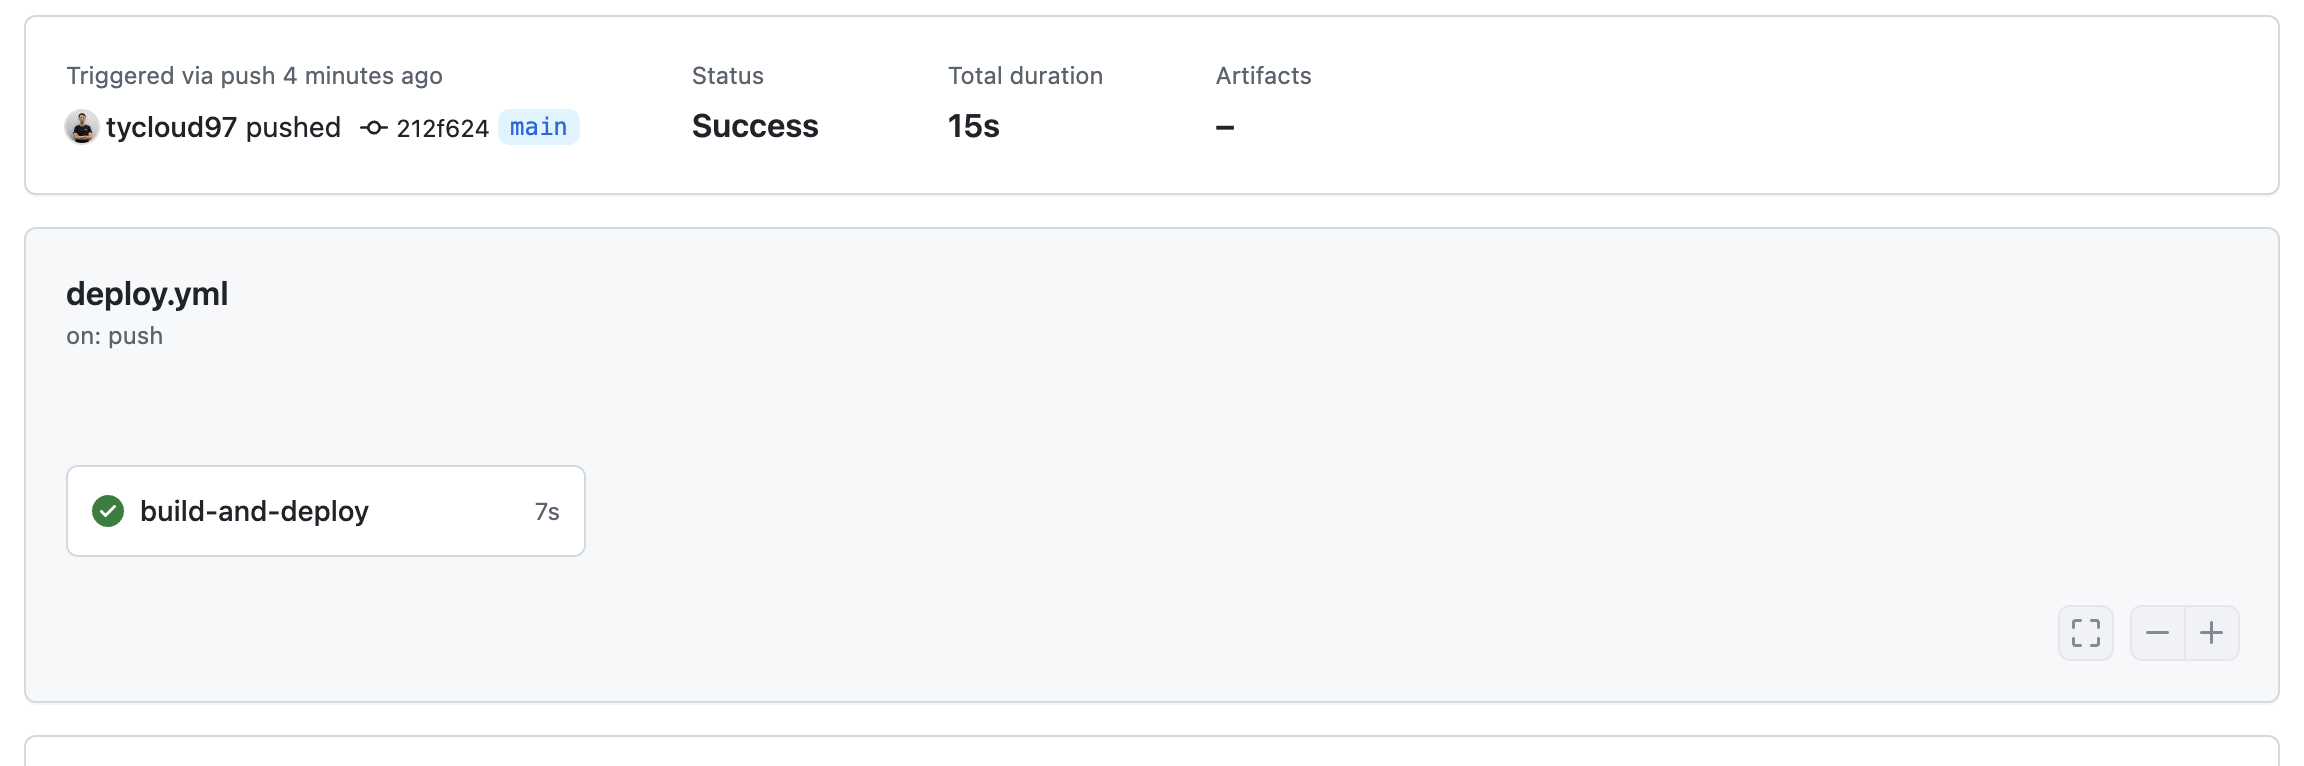 Triggered via push 4 minutes ago
tycloud97 pushed 212f624 main
Status
Success
Total duration
15s
Artifacts
–
deploy.yml
on: push
build-and-deploy 7s